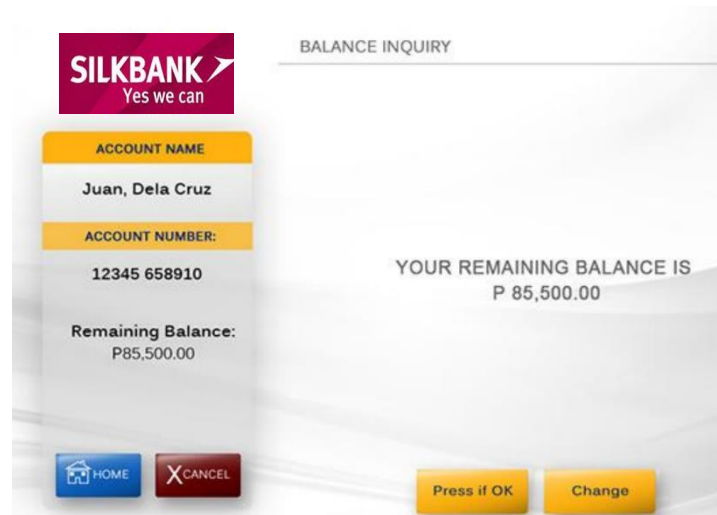 SILKBANK
Yes we can
BALANCE INQUIRY
ACCOUNT NAME
Juan, Dela Cruz
ACCOUNT NUMBER:
12345 658910
Remaining Balance:
P85,500.00
YOUR REMAINING BALANCE IS
P 85,500.00
HOME
XCANCEL
Press if OK
Change